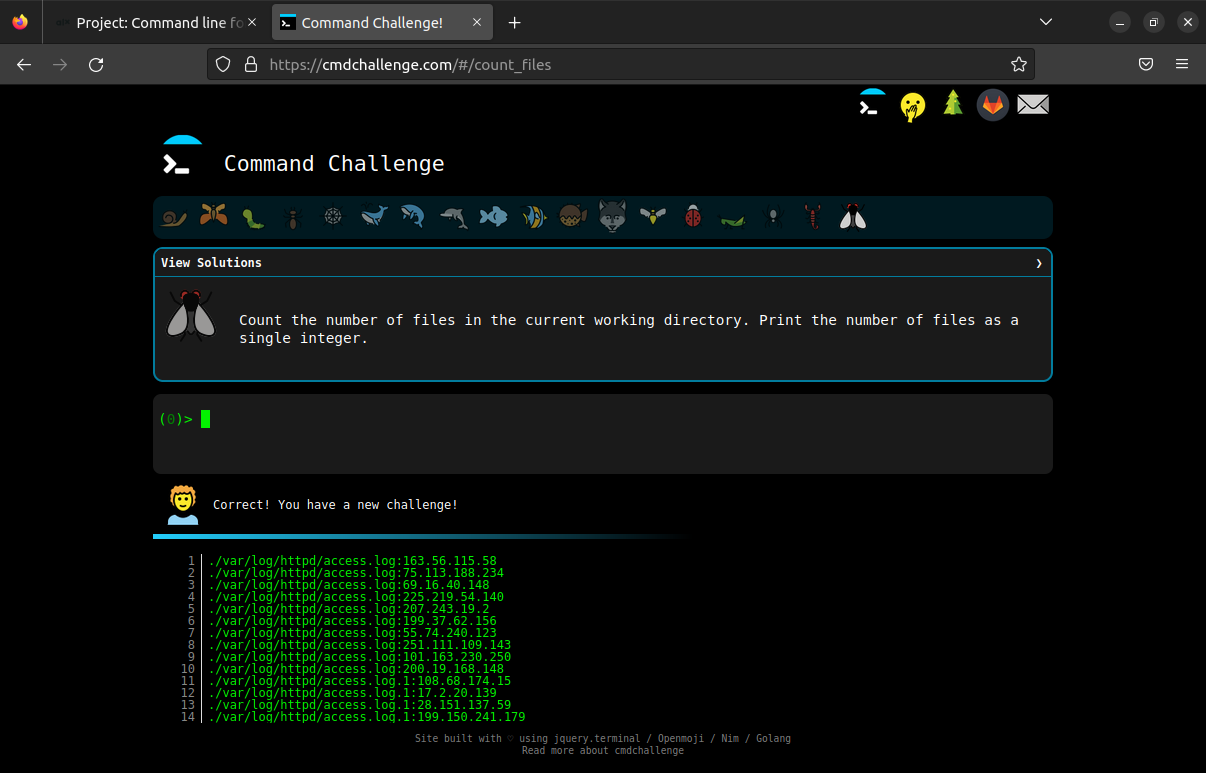 Project: Command line fo
Command Challenge!
https://cmdchallenge.com/#/count_files
Command Challenge
View Solutions
Count the number of files in the current working directory. Print the number of files as a
single integer.
(0)>
Correct! You have a new challenge!
1 ./var/log/httpd/access.log:163.56.115.58
2 ./var/log/httpd/access.log:75.113.188.234
3 ./var/log/httpd/access.log:69.16.40.148
4 ./var/log/httpd/access.log:225.219.54.140
5 ./var/log/httpd/access.log:207.243.19.2
6 ./var/log/httpd/access.log:199.37.62.156
7 ./var/log/httpd/access.log:55.74.240.123
8 ./var/log/httpd/access.log:251.111.109.143
9 ./var/log/httpd/access.log:101.163.230.250
10 ./var/log/httpd/access.log:200.19.168.148
11 ./var/log/httpd/access.log.1:108.68.174.15
12 ./var/log/httpd/access.log.1:17.2.20.139
13 ./var/log/httpd/access.log.1:28.151.137.59
14 ./var/log/httpd/access.log.1:199.150.241.179
Site built with ♡ using jquery.terminal / Openmoji / Nim / Golang
Read more about cmdchallenge